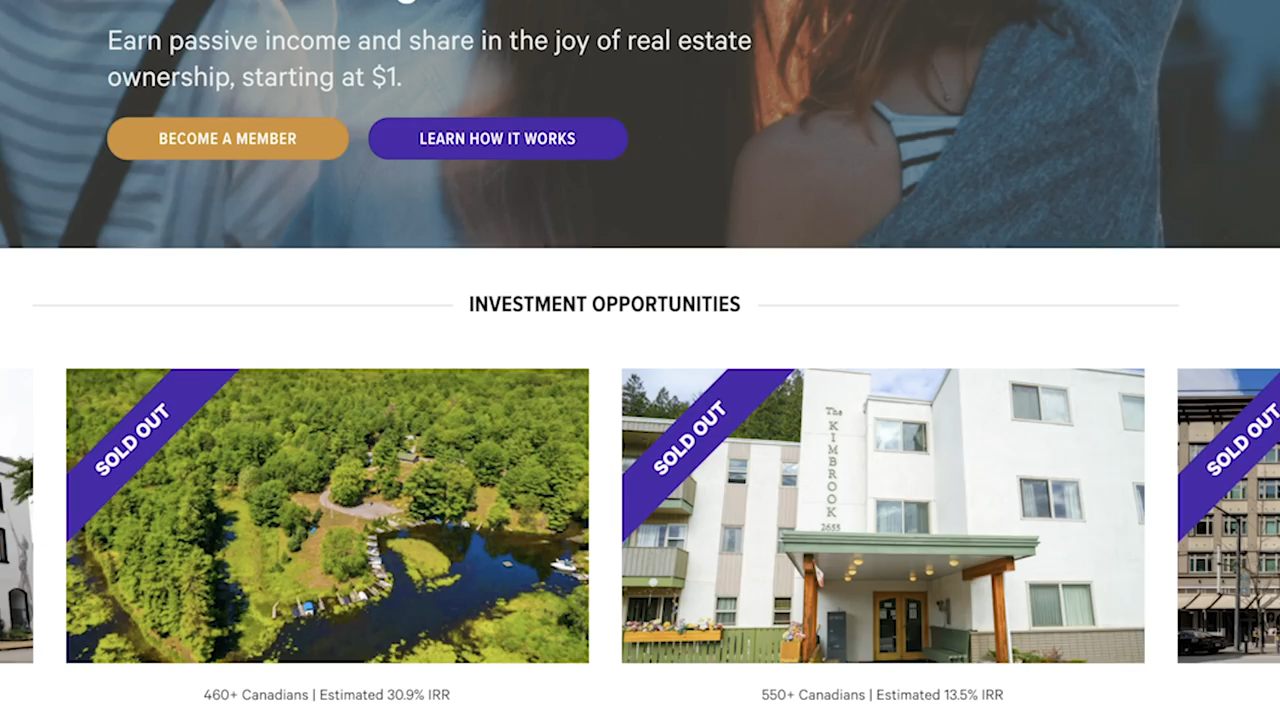 Earn passive income and share in the joy of real estate
ownership, starting at $1.
BECOME A MEMBER
LEARN HOW IT WORKS
INVESTMENT OPPORTUNITIES
SOLD OUT
SOLD OUT
The
KIMBROOK
2655
SOLD OUT
460+ Canadians | Estimated 30.9% IRR
550+ Canadians | Estimated 13.5% IRR